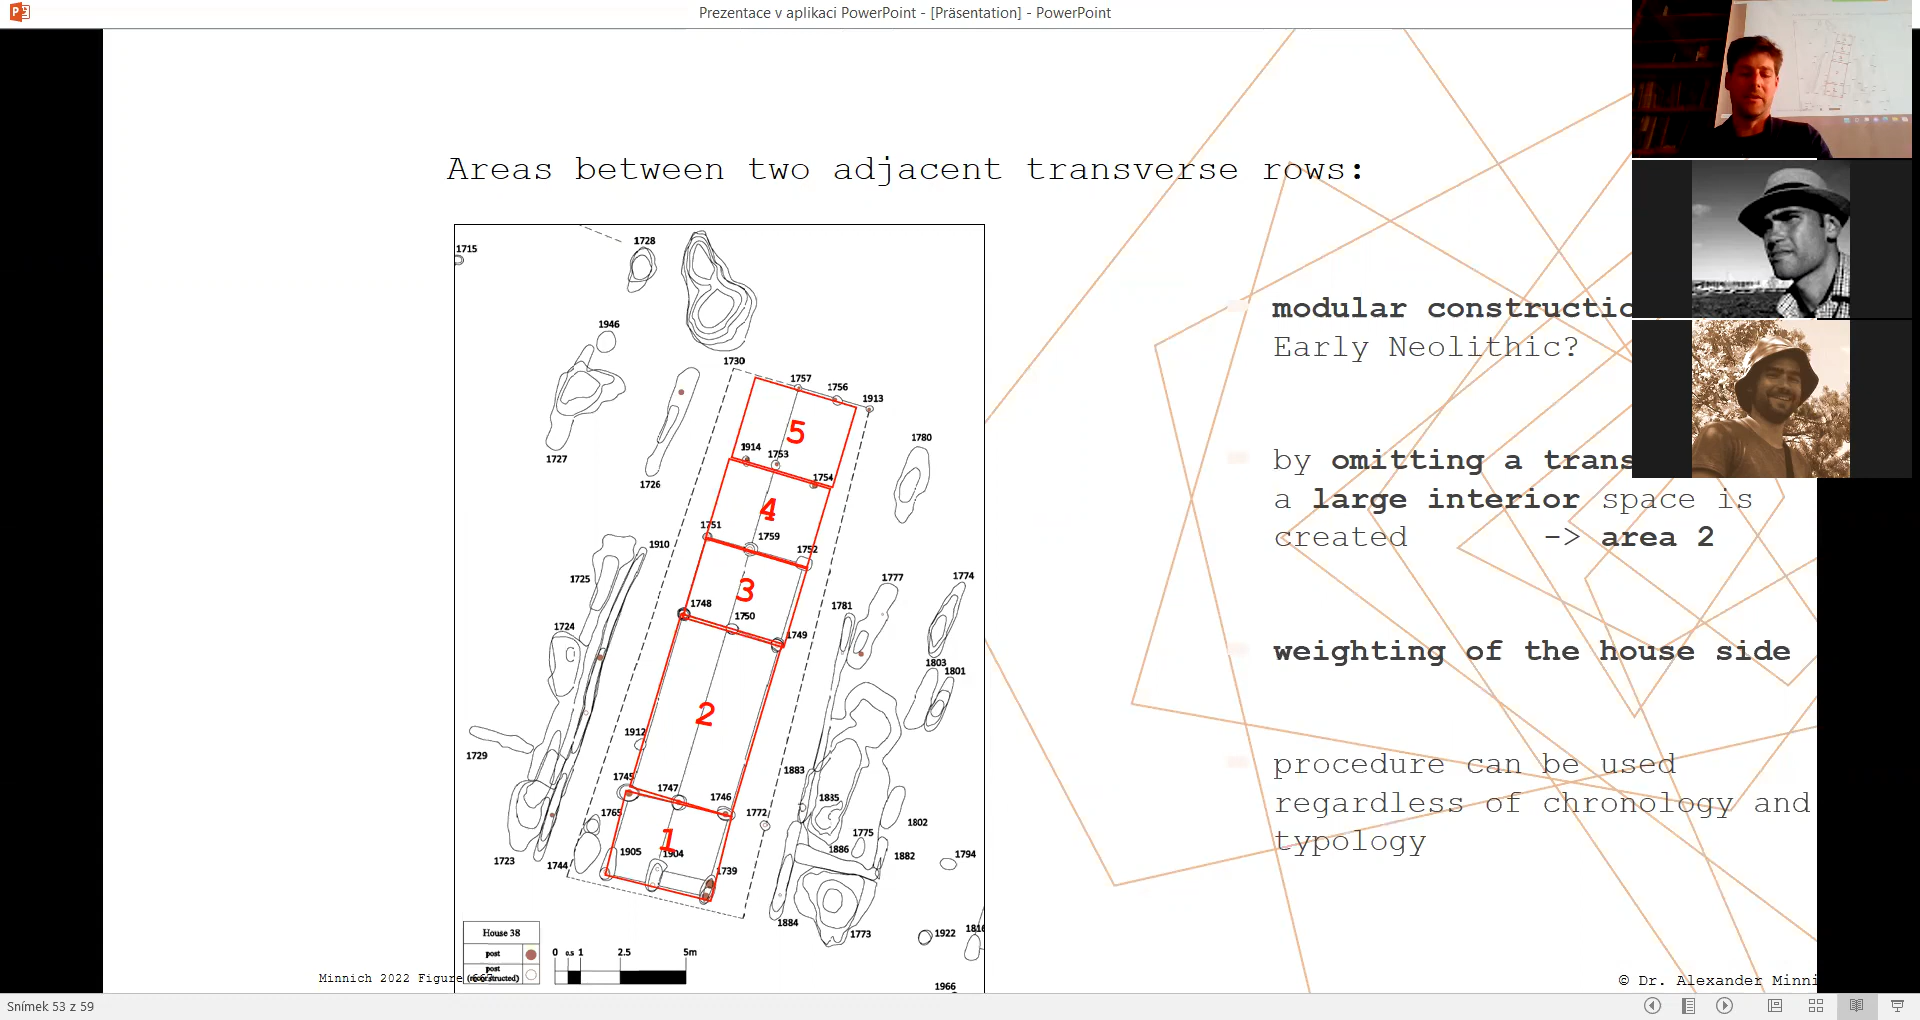 Prezentace v aplikaci PowerPoint - [Präsentation] - PowerPoint
Areas between two adjacent transverse rows:
1715
1728
1946
1730
1757
1756
1913
1727
1726
1914
1753
1754
1780
5
4
1751
1759
1752
1910
1725
3
1748
1750
1749
1777
1774
1781
1724
1803
1801
2
1912
1729
1745
1747
1746
1883
1772
1835
1802
1765
1775
1886
1882
1794
1
1905
1904
1739
1723
1744
1884
1773
1922
1966
House 38
post
post
(reconstructed)
0 0.5 1 2.5 5m
modular constructio
Early Neolithic?
by omitting a trans
a large interior space is
created -> area 2
weighting of the house side
procedure can be used
regardless of chronology and
typology
Minnich 2022 Figure
© Dr. Alexander Minni
Snímek 53 z 59